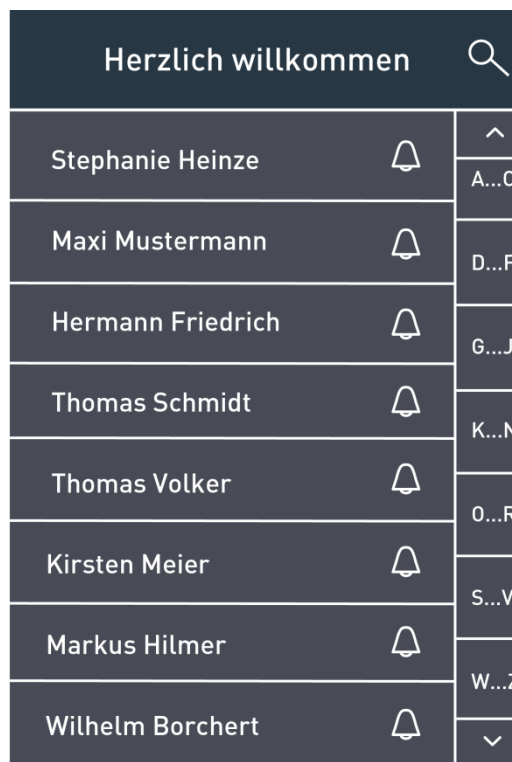 Herzlich willkommen
Stephanie Heinze
Maxi Mustermann
Hermann Friedrich
Thomas Schmidt
Thomas Volker
Kirsten Meier
Markus Hilmer
Wilhelm Borchert
A...C
D...F
G...J
K...N
O...R
S...V
W...Z